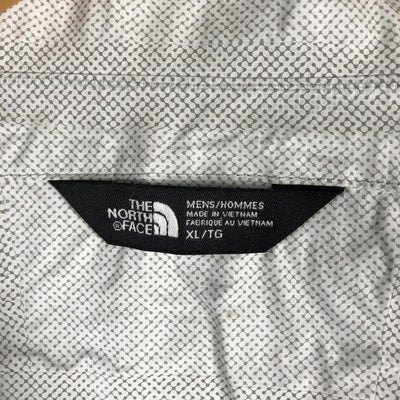 THE
NORTH
®FACE
MENS/HOMMES
MADE IN VIETNAM
FABRIQUÉ AU VIETNAM
XL/TG